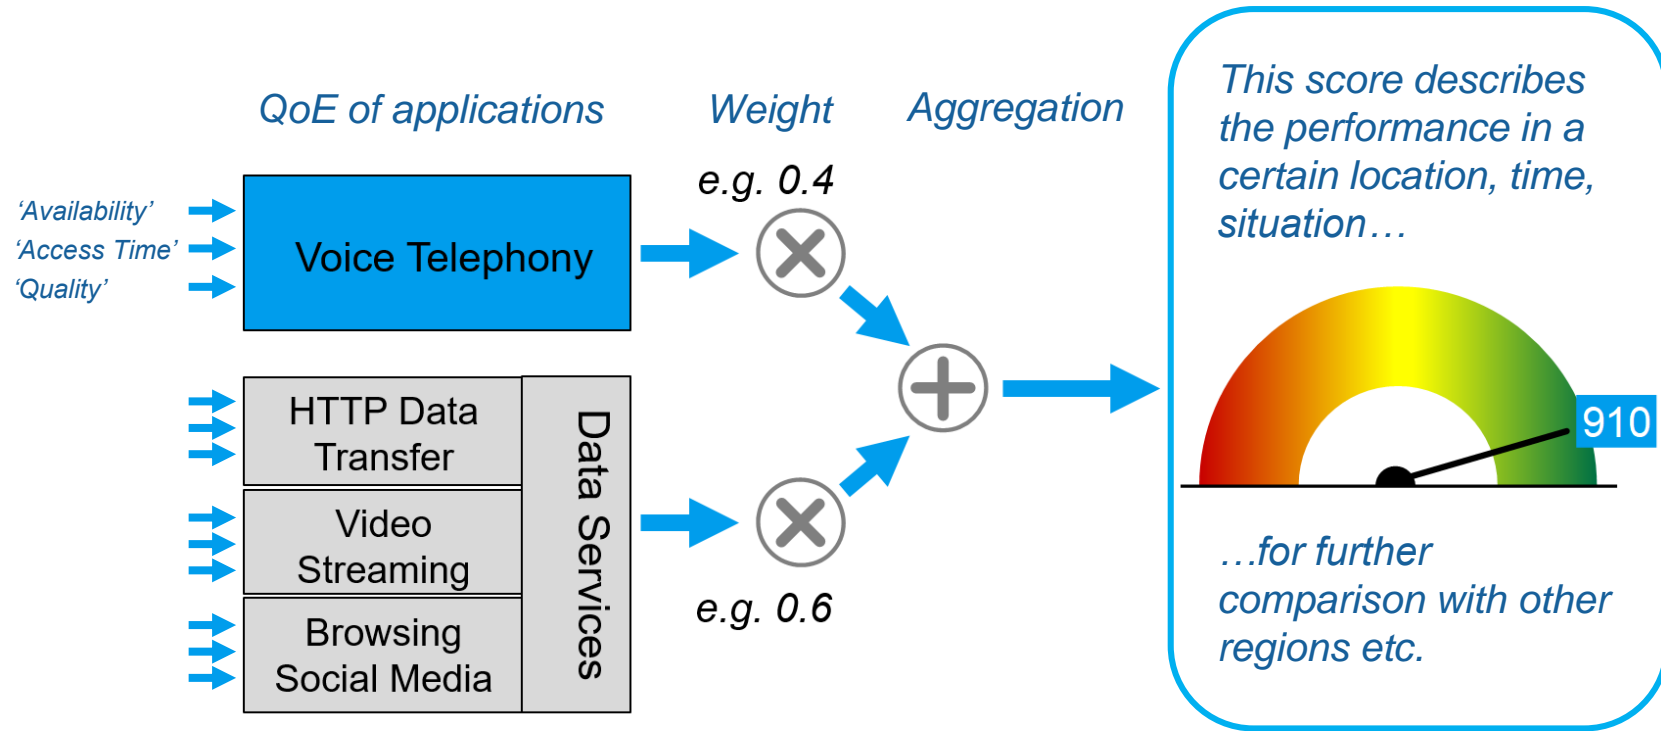 QoE of applications
Weight
Aggregation
e.g. 0.4
‘Availability’
‘Access Time’
‘Quality’
Voice Telephony
HTTP Data
Transfer
Video
Streaming
Browsing
Social Media
Data Services
e.g. 0.6
This score describes
the performance in a
certain location, time,
situation…
910
…for further
comparison with other
regions etc.